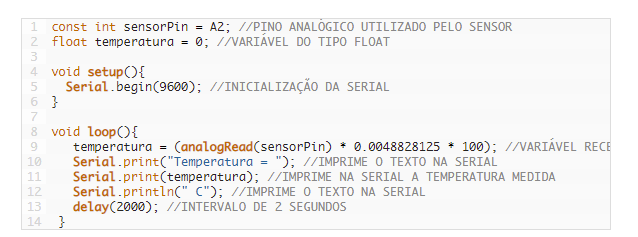 1 const int sensorPin = A2; //PINO ANALÓGICO UTILIZADO PELO SENSOR
2 float temperatura = 0; //VARIÁVEL DO TIPO FLOAT
3
4 void setup(){
5 Serial.begin(9600); //INICIALIZAÇÃO DA SERIAL
6 }
7
8 void loop(){
9 temperatura = (analogRead(sensorPin) * 0.0048828125 * 100); //VARIÁVEL RECE
10 Serial.print("Temperatura = "); //IMPRIME O TEXTO NA SERIAL
11 Serial.print(temperatura); //IMPRIME NA SERIAL A TEMPERATURA MEDIDA
12 Serial.println(" C"); //IMPRIME O TEXTO NA SERIAL
13 delay(2000); //INTERVALO DE 2 SEGUNDOS
14 }